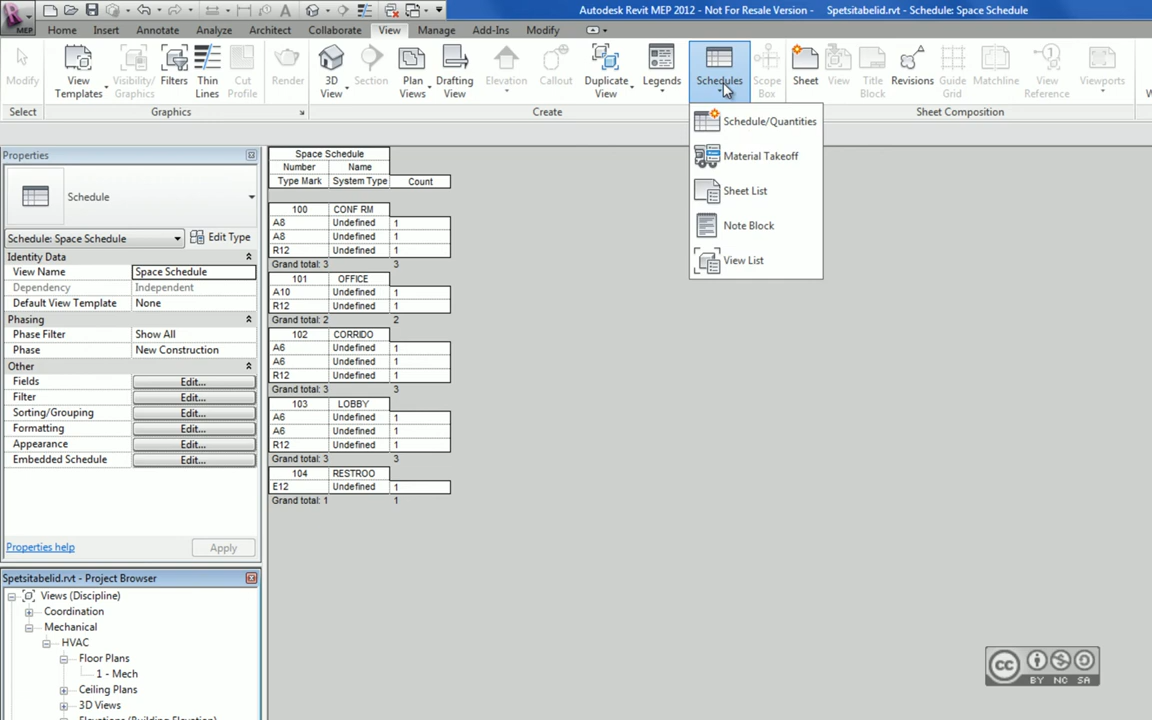 Autodesk Revit MEP 2012 - Not For Resale Version - Spetsitabelid.rvt - Schedule: Space Schedule
MEP
Home Insert Annotate Analyze Architect Collaborate View Manage Add-Ins Modify
Modify View Templates Visibility/ Graphics Filters Thin Lines Cut Profile Render 3D View Section Plan Views Drafting View Elevation Callout Duplicate View Legends Schedules Scope Box Sheet View Title Block Revisions Guide Grid Matchline View Reference Viewports
Select Graphics Create Sheet Composition
Schedule/Quantities
Material Takeoff
Sheet List
Note Block
View List
Properties
Schedule
Schedule: Space Schedule Edit Type
Identity Data
View Name Space Schedule
Dependency Independent
Default View Template None
Phasing
Phase Filter Show All
Phase New Construction
Other
Fields Edit...
Filter Edit...
Sorting/Grouping Edit...
Formatting Edit...
Appearance Edit...
Embedded Schedule Edit...
Properties help Apply
Space Schedule
Number Name
Type Mark System Type Count
100 CONF RM
A8 Undefined 1
A8 Undefined 1
R12 Undefined 1
Grand total: 3 3
101 OFFICE
A10 Undefined 1
R12 Undefined 1
Grand total: 2 2
102 CORRIDO
A6 Undefined 1
A6 Undefined 1
R12 Undefined 1
Grand total: 3 3
103 LOBBY
A6 Undefined 1
A6 Undefined 1
R12 Undefined 1
Grand total: 3 3
104 RESTROO
E12 Undefined 1
Grand total: 1 1
Spetsitabelid.rvt - Project Browser
Views (Discipline)
Coordination
Mechanical
HVAC
Floor Plans
1 - Mech
Ceiling Plans
3D Views
Elevations (Building Elevation)
cc
BY NC SA